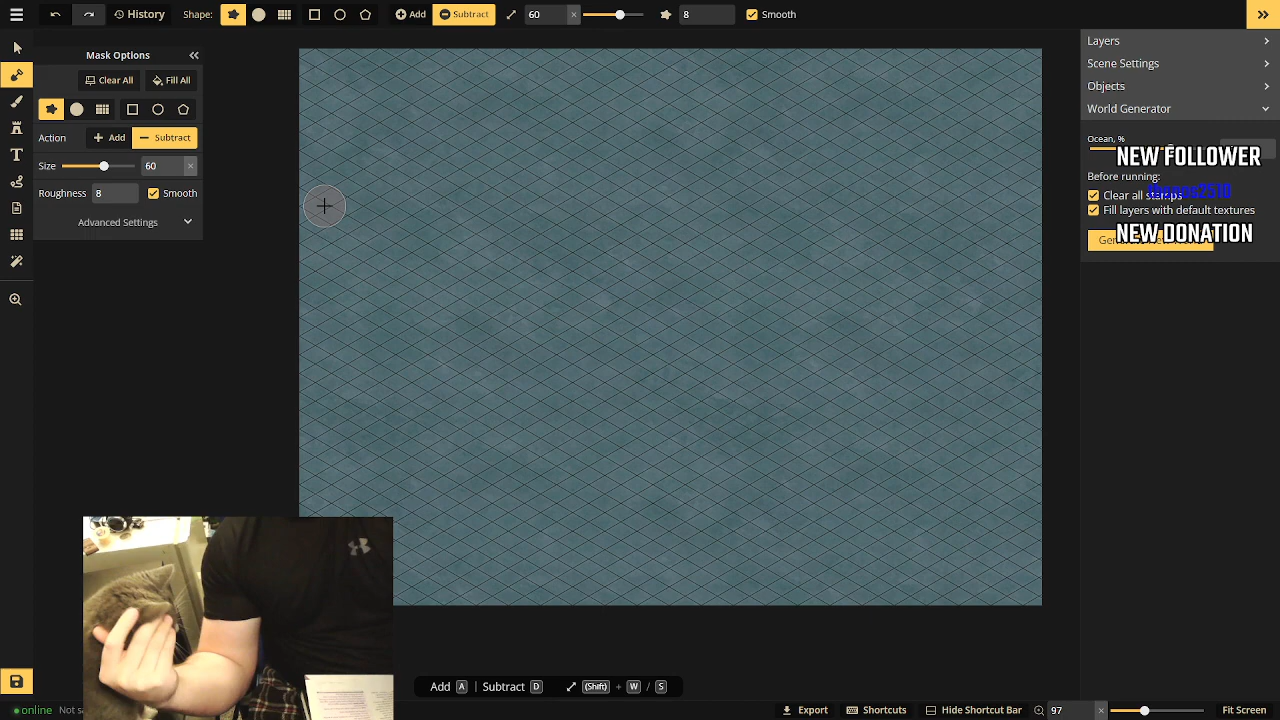 History
Shape:
Add
Subtract
60
8
Smooth
Mask Options
Clear All
Fill All
Action
Add
Subtract
Size
60
Roughness
8
Smooth
Advanced Settings
Layers
Scene Settings
Objects
World Generator
Ocean, %
NEW FOLLOWER
Before running:
Clear all
Fill layers with default textures
NEW DONATION
Add A | Subtract D (Shift) + W / S
online
Export
Shortcuts
Hide Shortcut Bar
97
Fit Screen